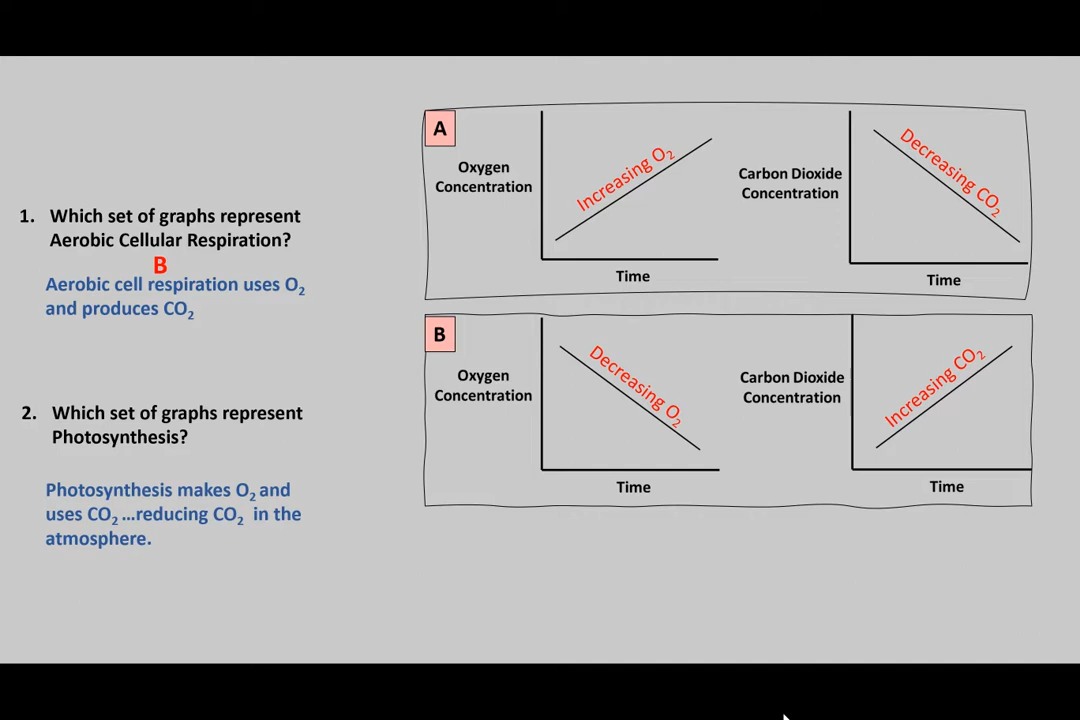 1. Which set of graphs represent
Aerobic Cellular Respiration?
B
Aerobic cell respiration uses O₂
and produces CO₂
2. Which set of graphs represent
Photosynthesis?
Photosynthesis makes O₂ and
uses CO₂ ...reducing CO₂ in the
atmosphere.
A
Oxygen
Concentration
Increasing O₂
Time
Carbon Dioxide
Concentration
Decreasing CO₂
Time
B
Oxygen
Concentration
Decreasing O₂
Time
Carbon Dioxide
Concentration
Increasing CO₂
Time